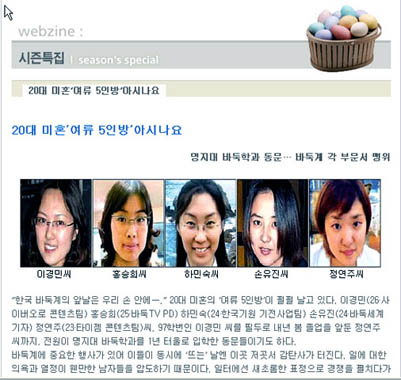 webzine :
시즌특집 | season's special
20대 미혼'여류 5인방'아시나요
20대 미혼'여류 5인방'아시나요
명지대 바둑학과 동문… 바둑계 각 부문서 맹위
이경민씨 홍승희씨 하민숙씨 손유진씨 정연주씨
"한국 바둑계의 앞날은 우리 손 안에―." 20대 미혼의 '여류 5인방'이 펄펄 날고 있다. 이경민(26·사
이버오로 콘텐츠팀) 홍승희(25·바둑TV PD) 하민숙(24·한국기원 기전사업팀) 손유진(24·바둑세계
기자) 정연주(23·타이젬 콘텐츠팀)씨. 97학번인 이경민 씨를 필두로 내년 봄 졸업을 앞둔 정연주
씨까지, 전원이 명지대 바둑학과를 1년 터울로 입학한 동문들이기도 하다.
바둑계에 중요한 행사가 있어 이들이 동시에 '뜨는' 날엔 이곳 저곳서 감탄사가 터진다. 일에 대한
의욕과 열정이 웬만한 남자들을 압도하기 때문이다. 일터에선 새초롬한 표정으로 경쟁을 펼치다가